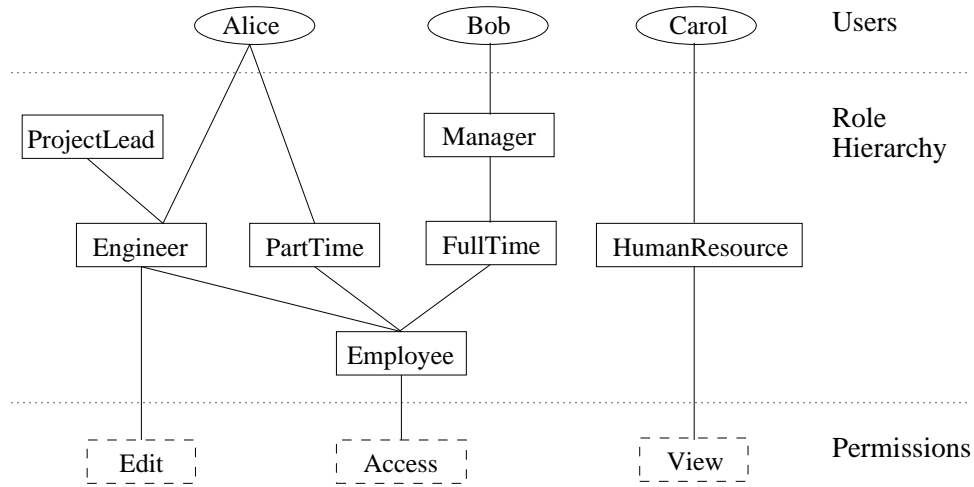 Alice
Bob
Carol
Users
ProjectLead
Manager
Role
Hierarchy
Engineer
PartTime
FullTime
HumanResource
Employee
Edit
Access
View
Permissions